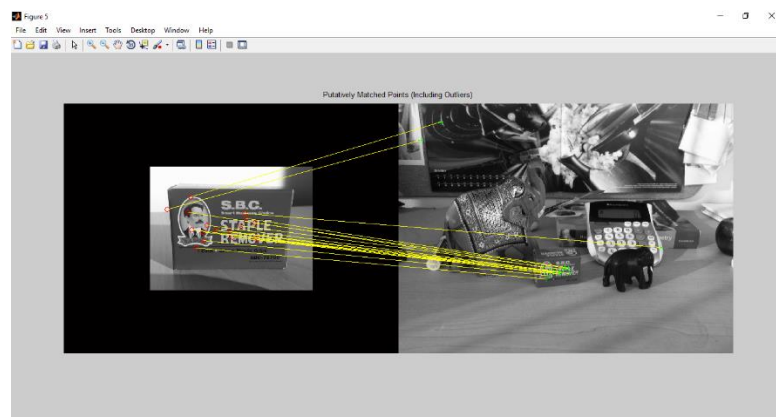 Figure 5
File Edit View Insert Tools Desktop Window Help
Putatively Matched Points (Including Outliers)
S.B.C.
STAPLE
REMOVER